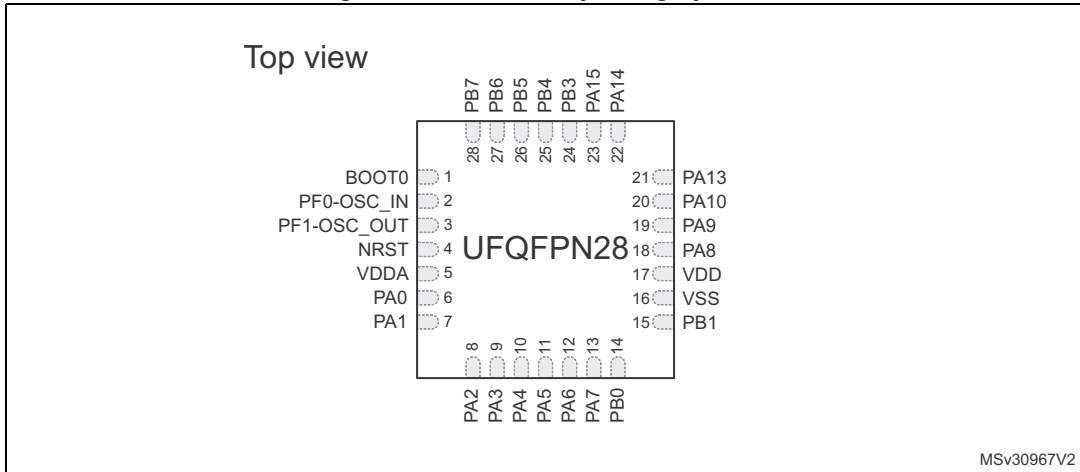 Top view
PB7 PB6 PB5 PB4 PB3 PA15 PA14
28 27 26 25 24 23 22
BOOT0 1 21 PA13
PF0-OSC_IN 2 20 PA10
PF1-OSC_OUT 3 19 PA9
NRST 4 UFQFPN28 18 PA8
VDDA 5 17 VDD
PA0 6 16 VSS
PA1 7 15 PB1
8 9 10 11 12 13 14
PA2 PA3 PA4 PA5 PA6 PA7 PB0
MSv30967V2